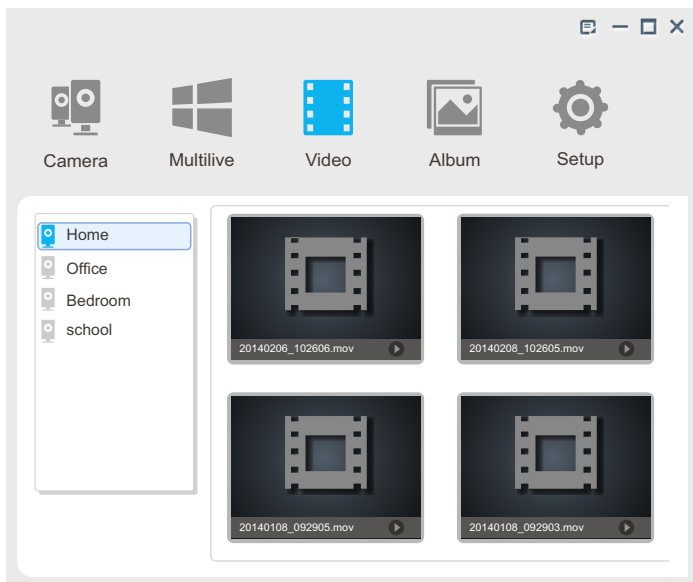 Camera Multilive Video Album Setup
Home
Office
Bedroom
school
20140206_102606.mov
20140208_102605.mov
20140108_092905.mov
20140108_092903.mov